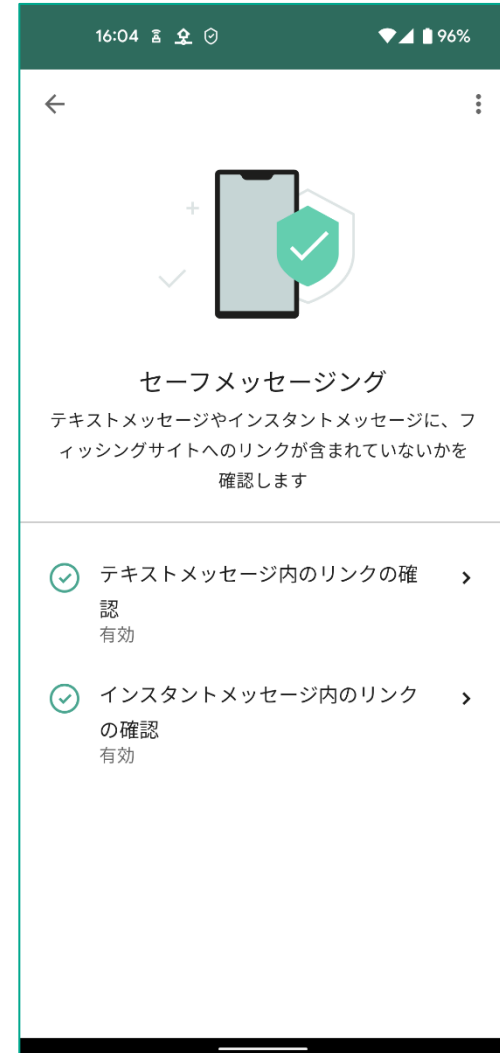 16:04 96%
セーフメッセージング
テキストメッセージやインスタントメッセージに、フ
ィッシングサイトへのリンクが含まれていないかを
確認します
テキストメッセージ内のリンクの確
認
有効
インスタントメッセージ内のリンク
の確認
有効